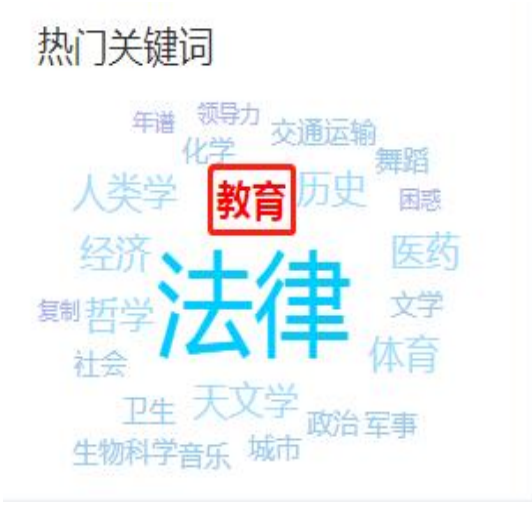 热门关键词
年谱 领导力 交通运输
化学 舞蹈
人类学 教育 历史 困惑
经济 法律 医药
复制 哲学 文学
社会 体育
卫生 天文学 政治 军事
生物科学 音乐 城市